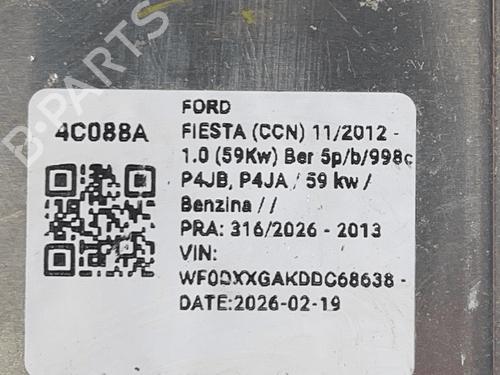 B-PARTS
4C08BA
FORD
FIESTA (CCN) 11/2012 -
1.0 (59Kw) Ber 5p/b/998c
P4JB, P4JA / 59 kw /
Benzina / /
PRA: 316/2026 - 2013
VIN:
WF0DXXGAKDDC68638 -
DATE:2026-02-19